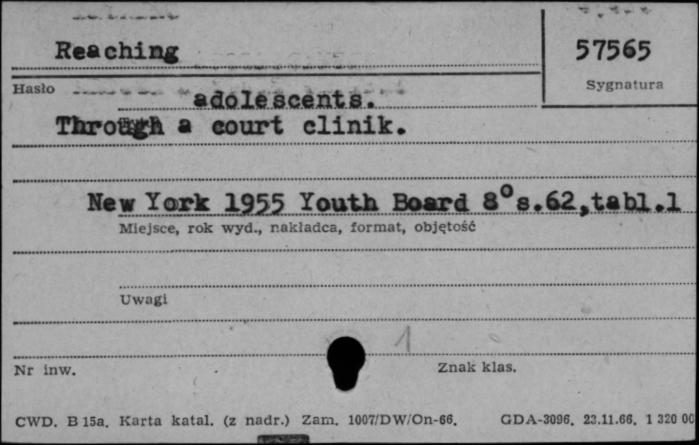 Reaching
57565
Hasło
Sygnatura
adolescents.
Through a court clinik.
New York 1955 Youth Board 8° s.62,tabl.1
Miejsce, rok wyd., nakładca, format, objętość
Uwagi
1
Nr inw.
Znak klas.
CWD. B 15a. Karta katal. (z nadr.) Zam. 1007/DW/On-66. GDA-3096. 23.11.66. 1 320 00